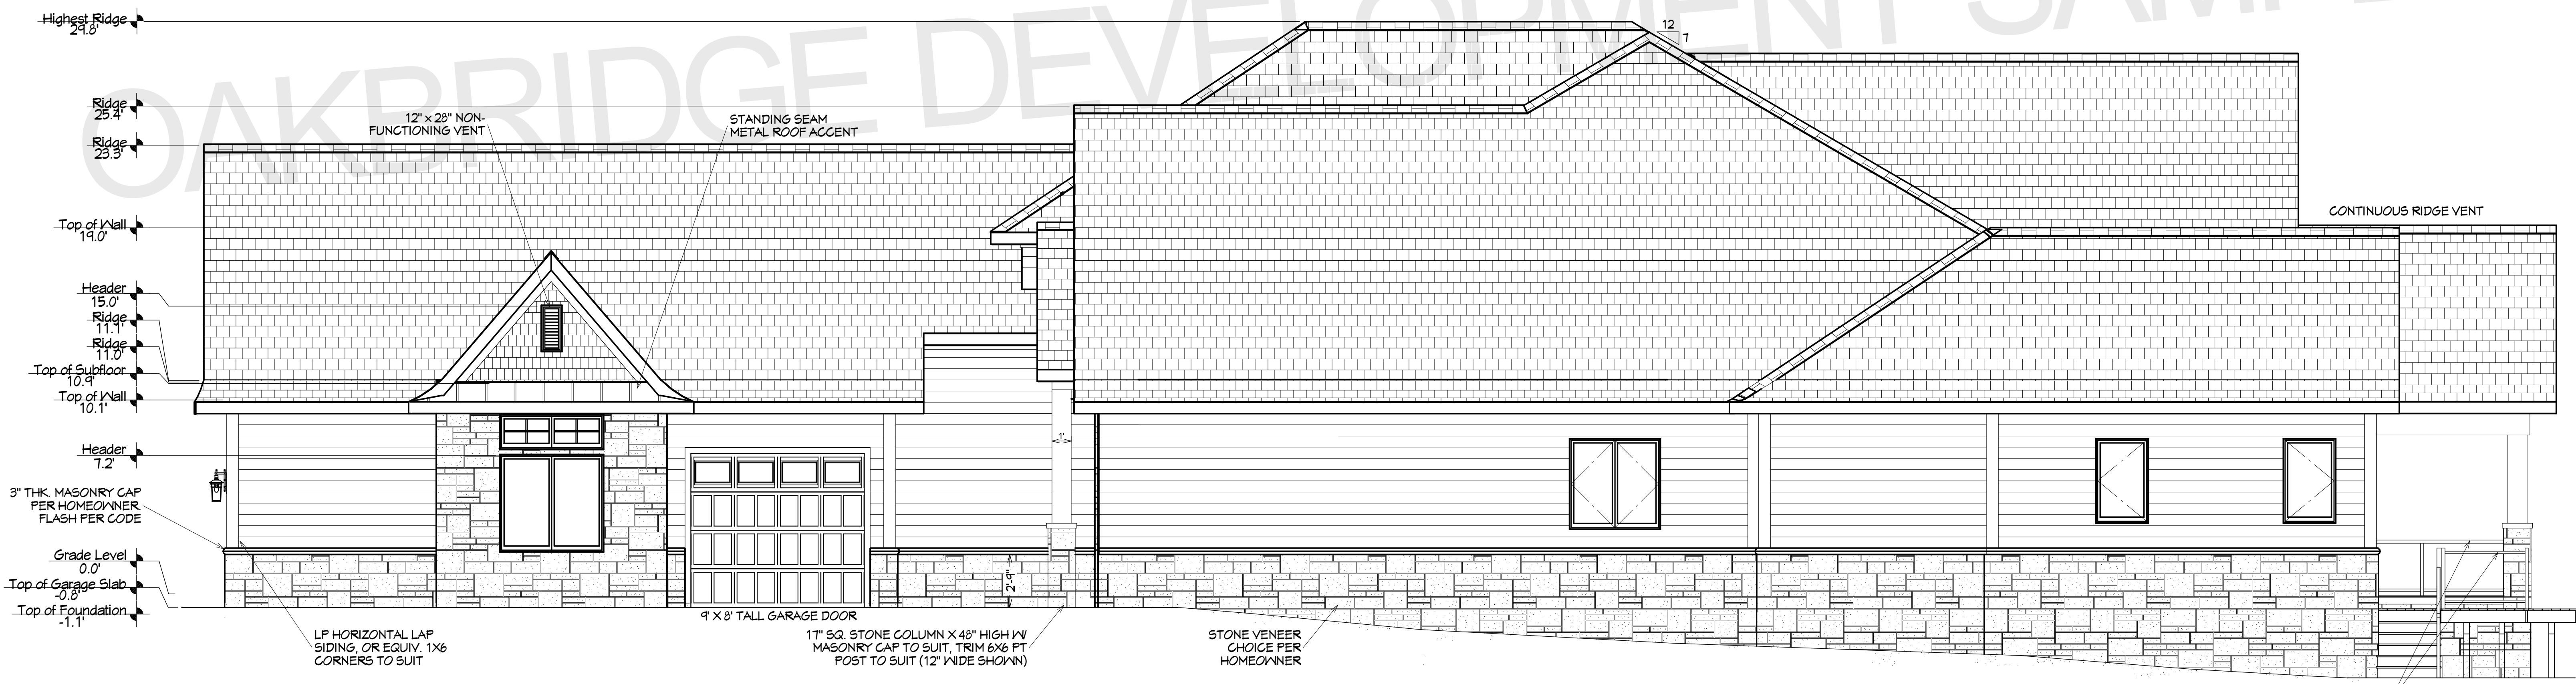 OAKBRIDGE DEVELOPMENT SAMPLE
Highest Ridge
29.8'
12
7
Ridge
25.4'
12" x 28" NON-
FUNCTIONING VENT
STANDING SEAM
METAL ROOF ACCENT
Ridge
23.3'
CONTINUOUS RIDGE VENT
Top of Wall
19.0'
Header
15.0'
Ridge
11.1'
Ridge
11.0'
Top of Subfloor
10.9'
Top of Wall
10.1'
1'
Header
7.2'
3" THK. MASONRY CAP
PER HOMEOWNER.
FLASH PER CODE
Grade Level
0.0'
Top of Garage Slab
-0.8'
Top of Foundation
-1.1'
2'-9"
9' X 8' TALL GARAGE DOOR
LP HORIZONTAL LAP
SIDING, OR EQUIV. 1X6
CORNERS TO SUIT
17" SQ. STONE COLUMN X 48" HIGH W/
MASONRY CAP TO SUIT, TRIM 6X6 PT
POST TO SUIT (12" WIDE SHOWN)
STONE VENEER
CHOICE PER
HOMEOWNER